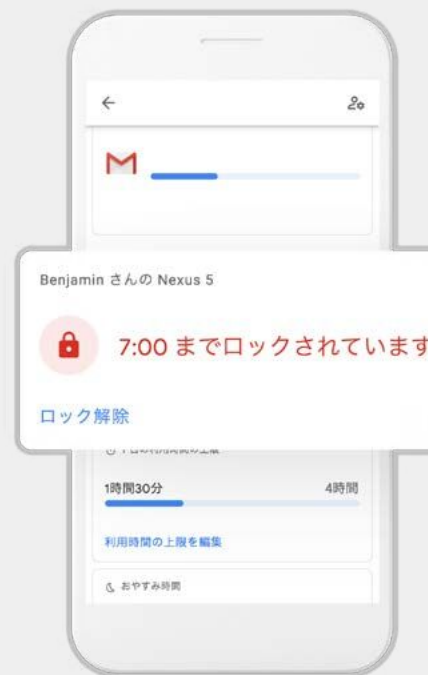 Benjamin さんの Nexus 5
7:00 までロックされています
ロック解除
1時間30分 4時間
利用時間の上限を編集
おやすみ時間